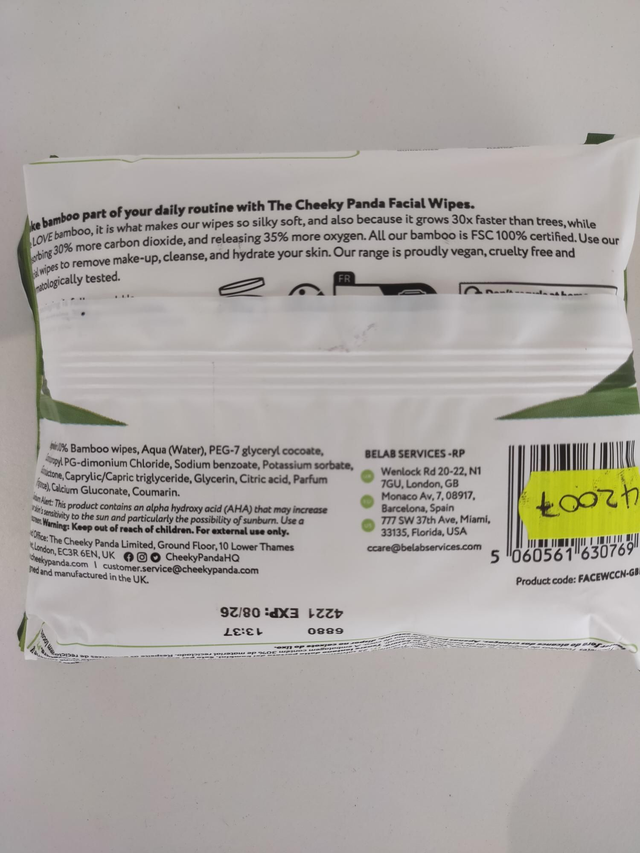 ke bamboo part of your daily routine with The Cheeky Panda Facial Wipes.
LOVE bamboo, it is what makes our wipes so silky soft, and also because it grows 30x faster than trees, while
orbing 30% more carbon dioxide, and releasing 35% more oxygen. All our bamboo is FSC 100% certified. Use our
wipes to remove make-up, cleanse, and hydrate your skin. Our range is proudly vegan, cruelty free and
matologically tested.
FR
% Bamboo wipes, Aqua (Water), PEG-7 glyceryl cocoate,
PG-dimonium Chloride, Sodium benzoate, Potassium sorbate,
Caprylic/Capric triglyceride, Glycerin, Citric acid, Parfum
Calcium Gluconate, Coumarin.
Alert: This product contains an alpha hydroxy acid (AHA) that may increase
sensitivity to the sun and particularly the possibility of sunburn. Use a
Warning: Keep out of reach of children. For external use only.
Office: The Cheeky Panda Limited, Ground Floor, 10 Lower Thames
London, EC3R 6EN, UK CheekyPandaHQ
cheekypanda.com | customer.service@cheekypanda.com
ned and manufactured in the UK.
BELAB SERVICES -RP
Wenlock Rd 20-22, N1
7GU, London, GB
Monaco Av, 7, 08917,
Barcelona, Spain
777 SW 37th Ave, Miami,
33135, Florida, USA
ccare@belabservices.com
42007
5 060561 630769
Product code: FACEWCCN-GB
4221 EXP: 08/26
6880 13:37